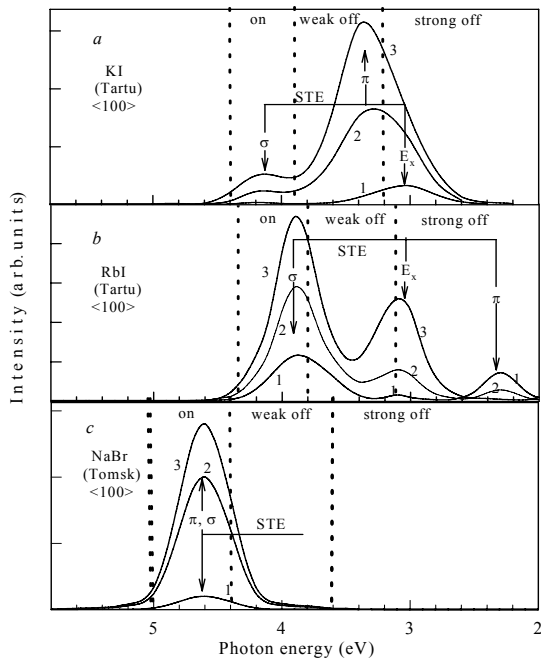 a
on
weak off
strong off
KI
(Tartu)
<100>
π
3
STE
σ
2
Eₓ
1
b
on
weak off
strong off
RbI
(Tartu)
<100>
STE
3
σ
Eₓ
π
2
3
1
2
1
1
2
c
on
weak off
strong off
NaBr
(Tomsk)
<100>
3
2
π, σ
STE
1
5
4
3
2
Photon energy (eV)
Intensity (arb.units)